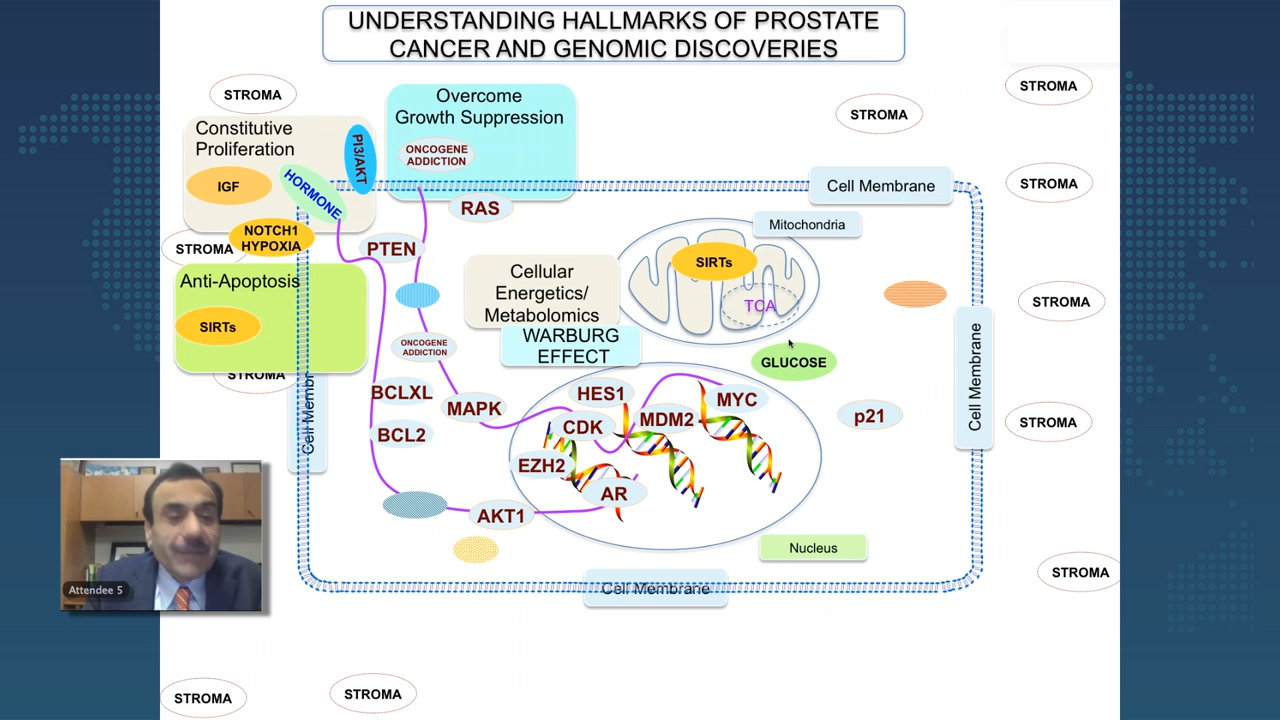 UNDERSTANDING HALLMARKS OF PROSTATE
CANCER AND GENOMIC DISCOVERIES
STROMA
Overcome
Growth Suppression
ONCOGENE
ADDICTION
STROMA
STROMA
Constitutive
Proliferation
PI3/AKT
IGF
HORMONE
Cell Membrane
STROMA
RAS
Mitochondria
NOTCH1
HYPOXIA
STROMA
PTEN
SIRTs
Anti-Apoptosis
Cellular
Energetics/
Metabolomics
TCA
STROMA
SIRTs
WARBURG
EFFECT
ONCOGENE
ADDICTION
GLUCOSE
Cell Membrane
STROMA
BCLXL
HES1
MYC
MAPK
MDM2
p21
STROMA
Cell Membr
BCL2
CDK
EZH2
AR
AKT1
Nucleus
STROMA
Cell Membrane
Attendee 5
STROMA
STROMA